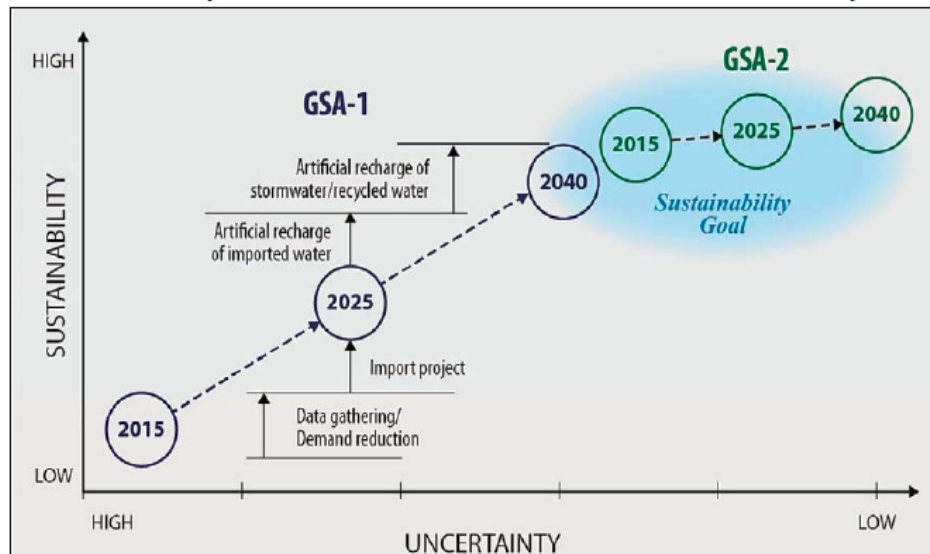 HIGH
GSA-2
GSA-1
2015
2025
2040
Artificial recharge of
stormwater/recycled water
2040
Sustainability
Goal
Artificial recharge
of imported water
SUSTAINABILITY
2025
Import project
2015
Data gathering/
Demand reduction
LOW
HIGH
LOW
UNCERTAINTY